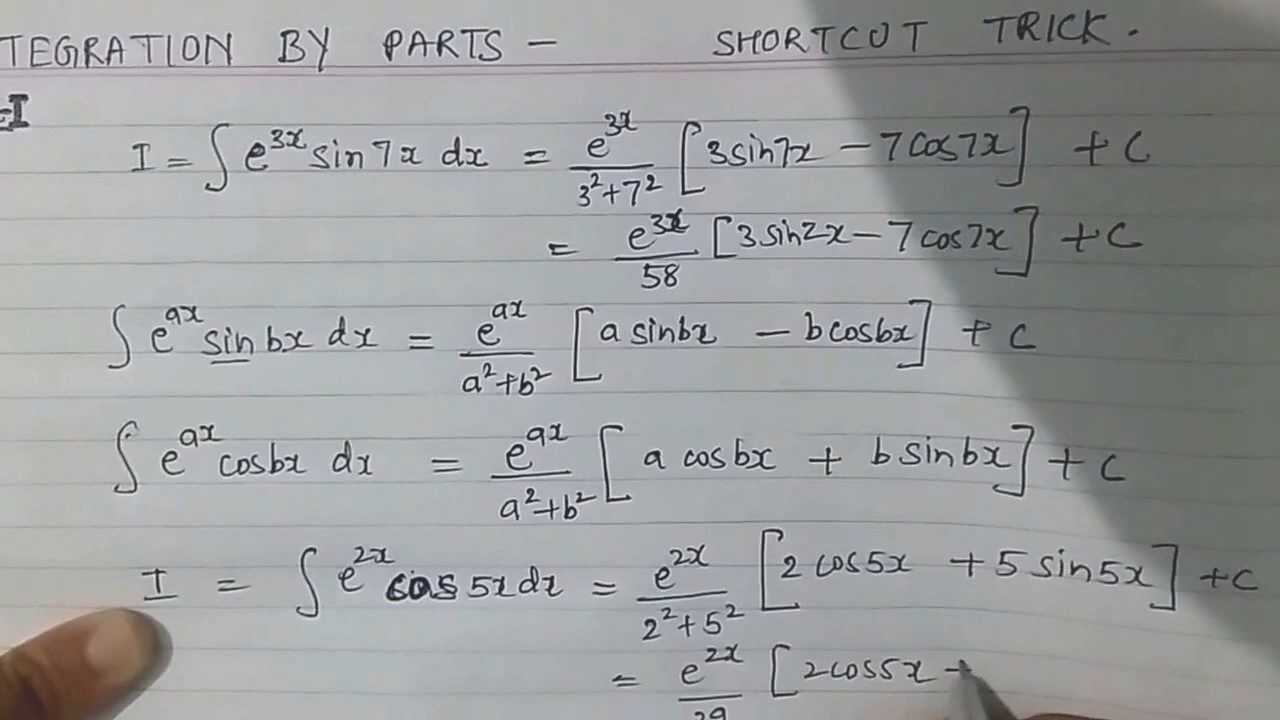 TEGRATION BY PARTS – SHORTCUT TRICK.
-I
I = ∫ e^{3x} sin 7x dx = e^{3x}/(3²+7²) [3sin7x – 7cos7x] + C
= e^{3x}/58 [3sin7x – 7cos7x] + C
∫ e^{ax} sin bx dx = e^{ax}/(a²+b²) [a sinbx – b cosbx] + C
∫ e^{ax} cosbx dx = e^{ax}/(a²+b²) [a cosbx + b sinbx] + C
I = ∫ e^{2x} cos 5x dx = e^{2x}/(2²+5²) [2cos5x + 5 sin5x] + C
= e^{2x}/29 [2cos5x +